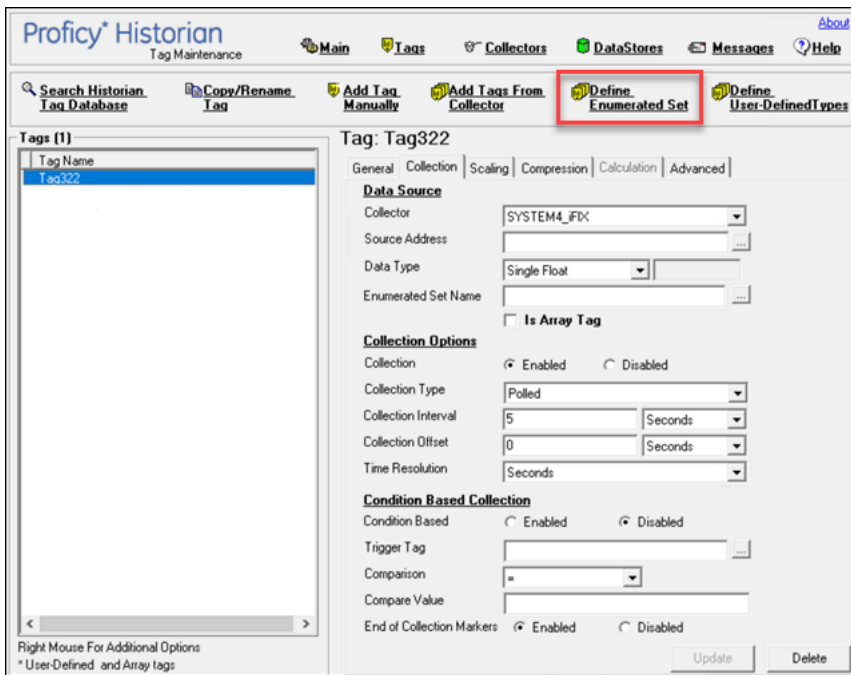 About
Proficy* Historian
Tag Maintenance
Main Tags Collectors DataStores Messages Help
Search Historian Tag Database
Copy/Rename Tag
Add Tag Manually
Add Tags From Collector
Define Enumerated Set
Define User-DefinedTypes
Tags (1)
Tag Name
Tag322
Right Mouse For Additional Options
* User-Defined and Array tags
Tag: Tag322
General Collection Scaling Compression Calculation Advanced
Data Source
Collector SYSTEM4_iFIX
Source Address ...
Data Type Single Float
Enumerated Set Name ...
Is Array Tag
Collection Options
Collection Enabled Disabled
Collection Type Polled
Collection Interval 5 Seconds
Collection Offset 0 Seconds
Time Resolution Seconds
Condition Based Collection
Condition Based Enabled Disabled
Trigger Tag ...
Comparison =
Compare Value
End of Collection Markers Enabled Disabled
Update Delete